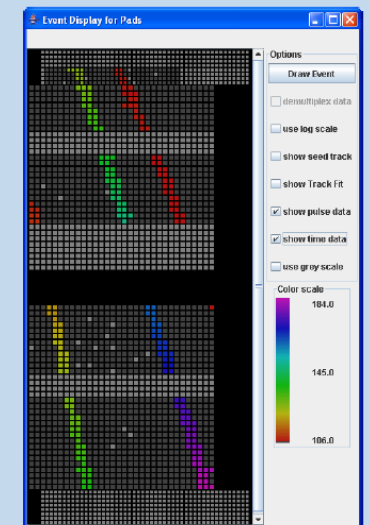 Event Display for Pads
Options
Draw Event
demultiplex data
use log scale
show seed track
show Track Fit
show pulse data
show time data
use grey scale
Color scale
184.0
145.0
106.0